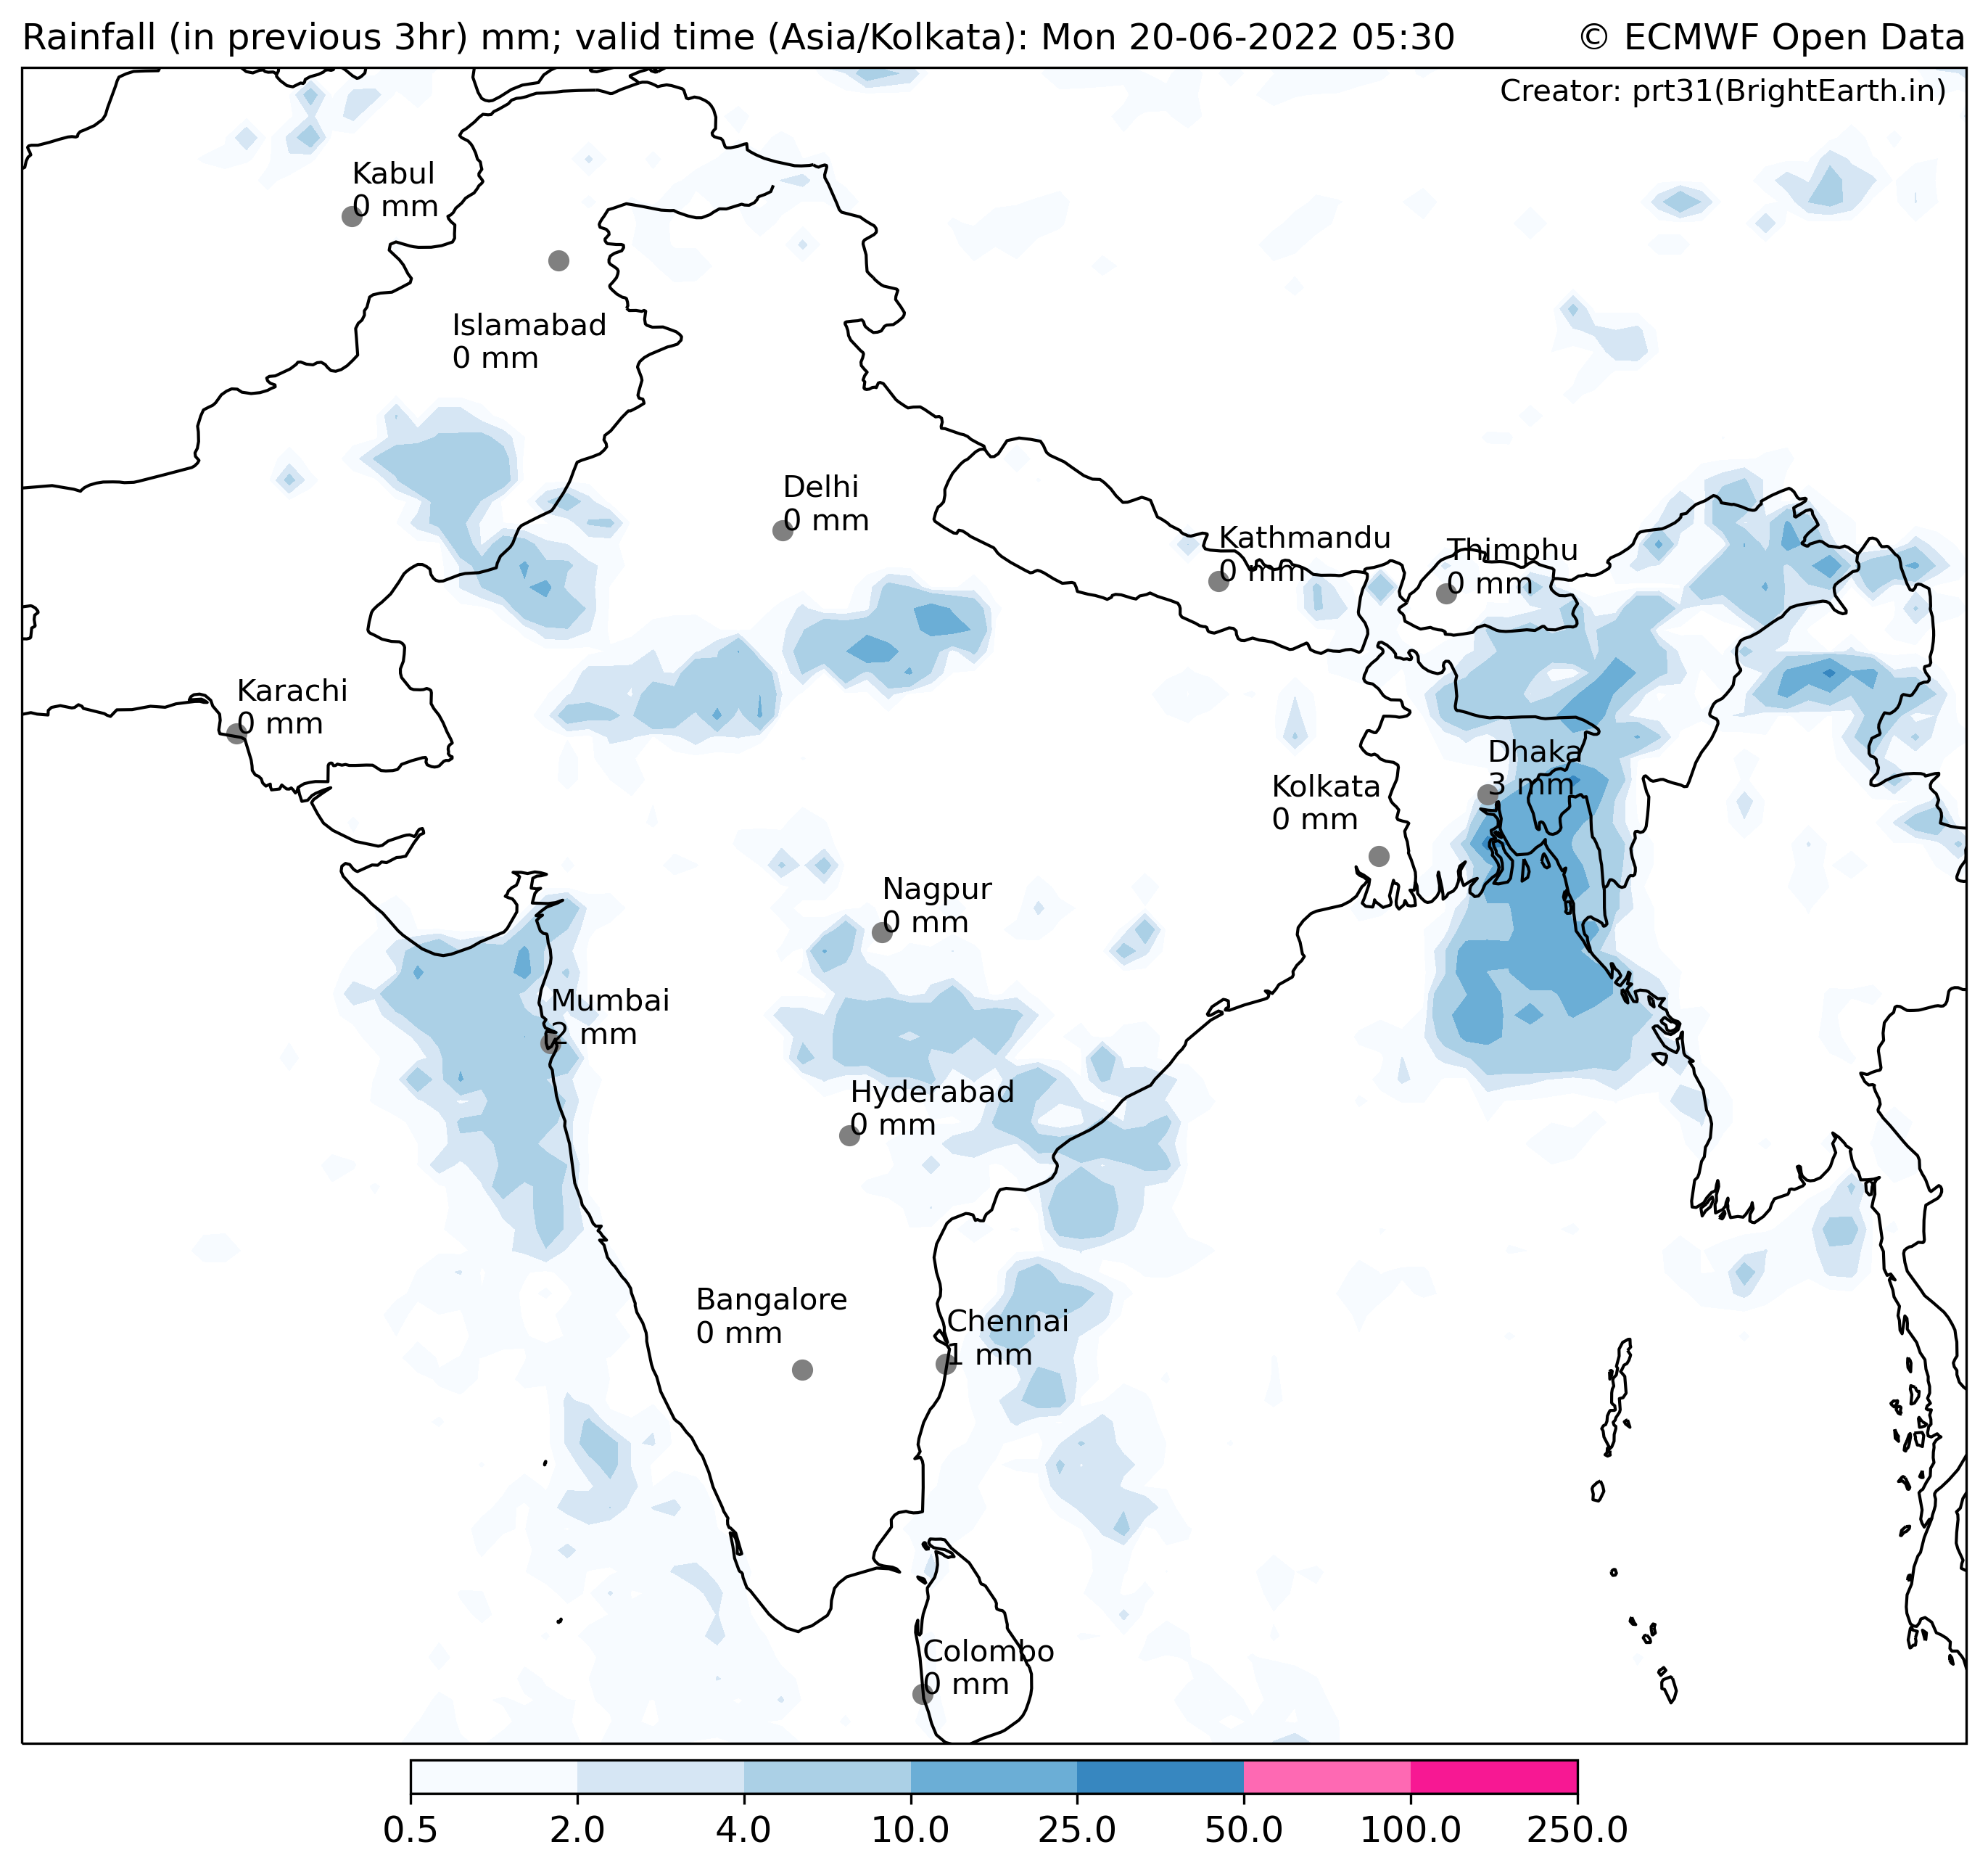 Rainfall (in previous 3hr) mm; valid time (Asia/Kolkata): Mon 20-06-2022 05:30
© ECMWF Open Data
Creator: prt31(BrightEarth.in)
Kabul
0 mm
Islamabad
0 mm
Delhi
0 mm
Kathmandu
0 mm
Thimphu
0 mm
Karachi
0 mm
Dhaka
3 mm
Kolkata
0 mm
Nagpur
0 mm
Mumbai
2 mm
Hyderabad
0 mm
Bangalore
0 mm
Chennai
1 mm
Colombo
0 mm
0.5 2.0 4.0 10.0 25.0 50.0 100.0 250.0